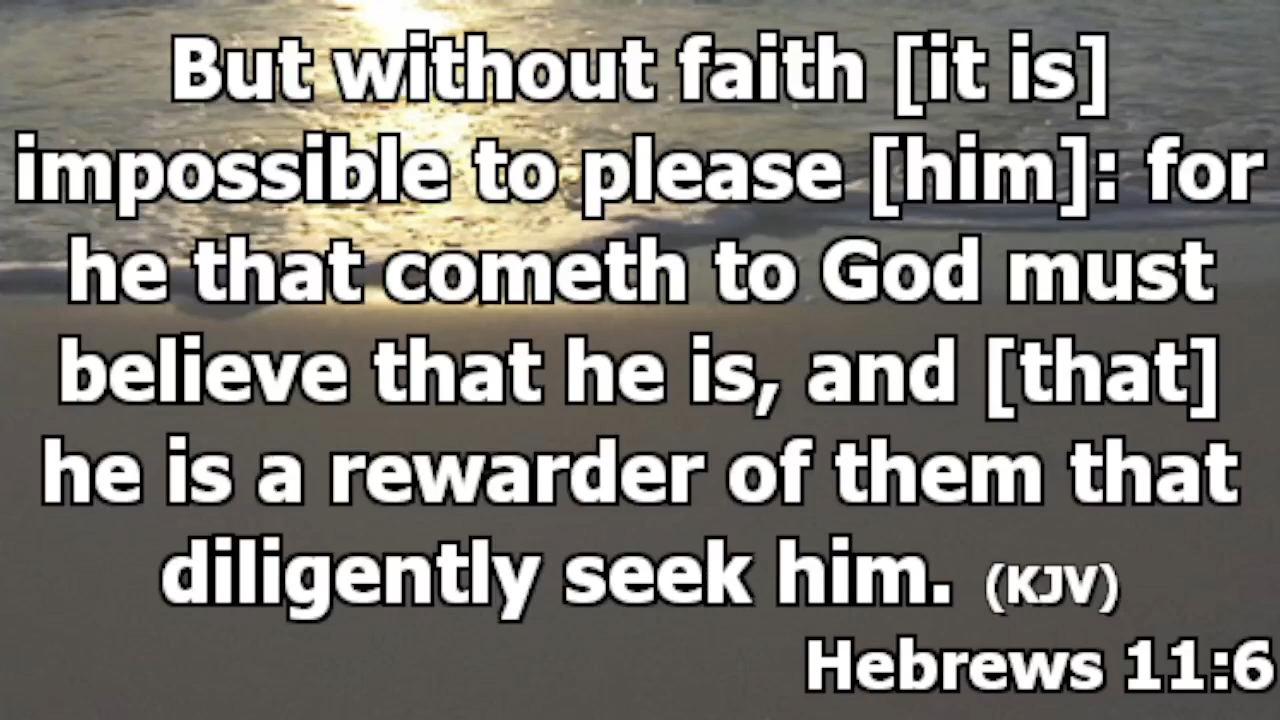 But without faith [it is]
impossible to please [him]: for
he that cometh to God must
believe that he is, and [that]
he is a rewarder of them that
diligently seek him. (KJV)
Hebrews 11:6